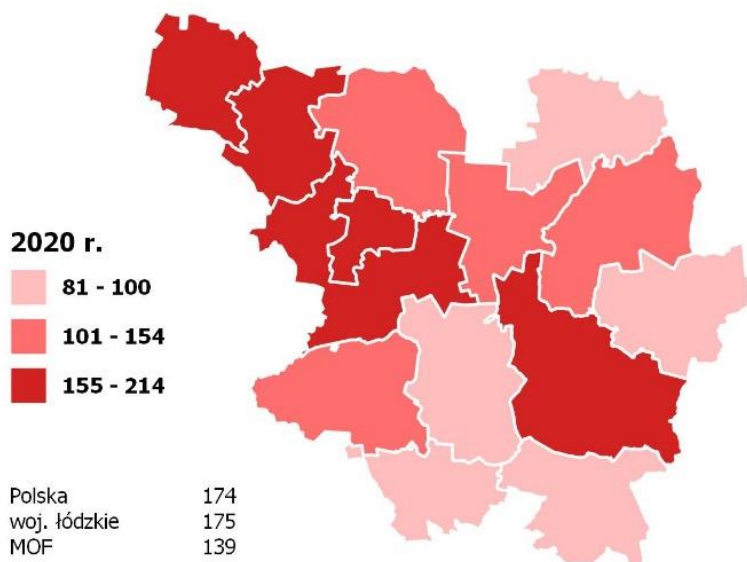 2020 r.
81 - 100
101 - 154
155 - 214
Polska 174
woj. łódzkie 175
MOF 139